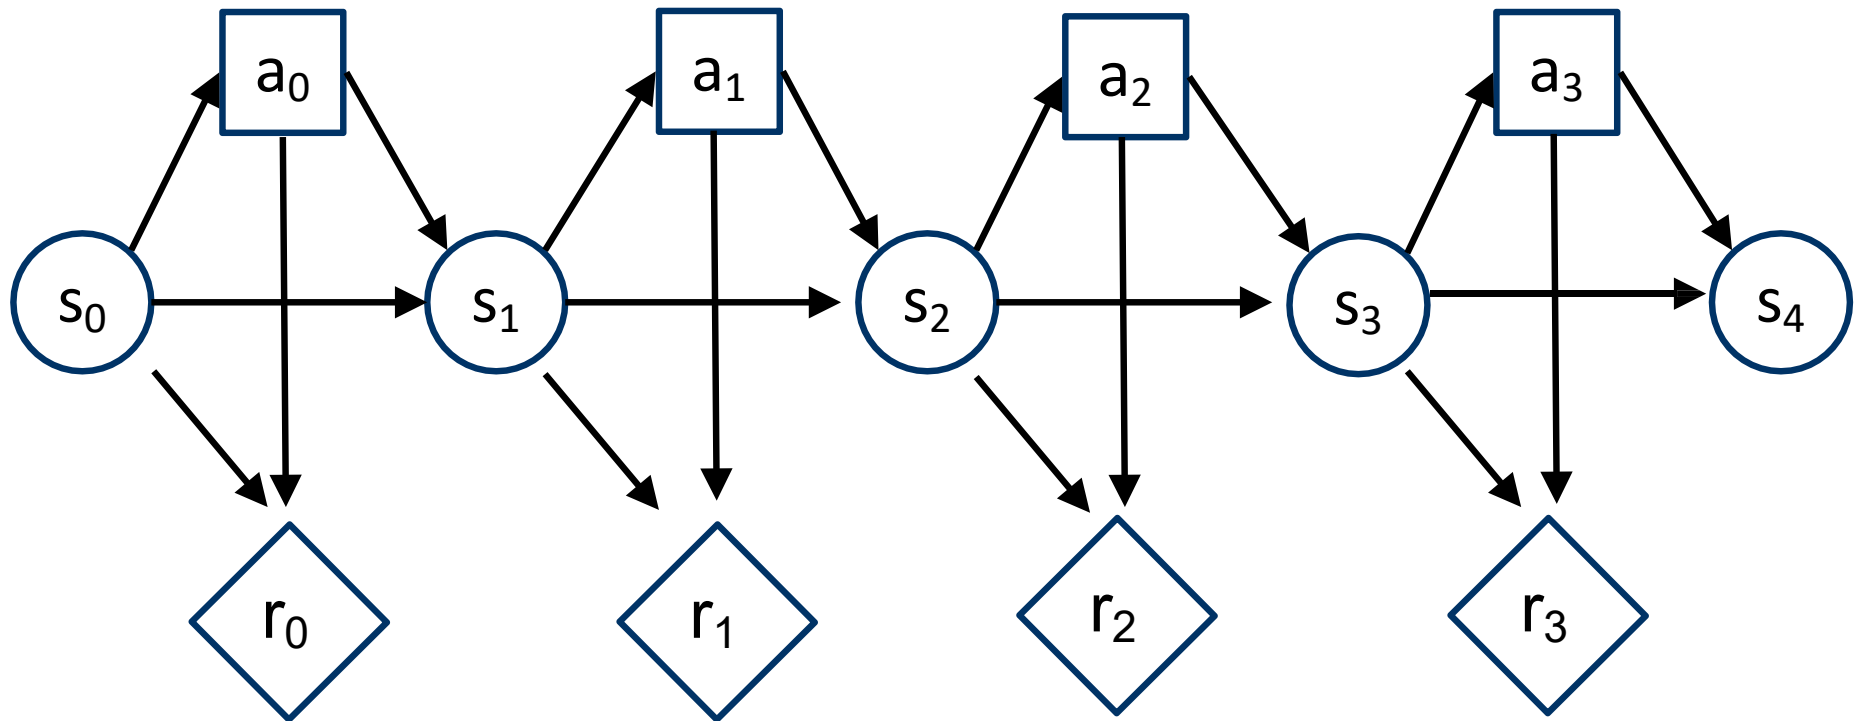 a₀ a₁ a₂ a₃
s₀ s₁ s₂ s₃ s₄
r₀ r₁ r₂ r₃